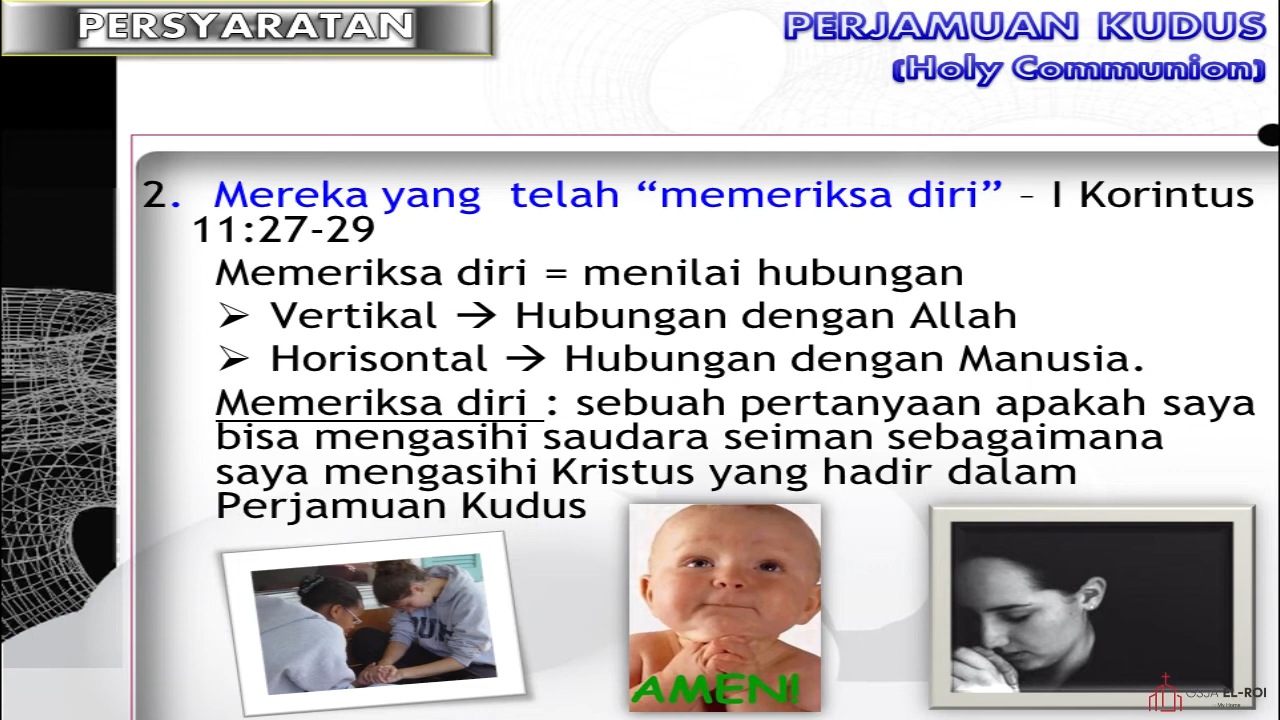 PERSYARATAN
PERJAMUAN KUDUS
(Holy Communion)
2. Mereka yang telah “memeriksa diri” – I Korintus
11:27-29
Memeriksa diri = menilai hubungan
➢ Vertikal → Hubungan dengan Allah
➢ Horisontal → Hubungan dengan Manusia.
Memeriksa diri : sebuah pertanyaan apakah saya
bisa mengasihi saudara seiman sebagaimana
saya mengasihi Kristus yang hadir dalam
Perjamuan Kudus
AMEN!
EL-ROI
My Home